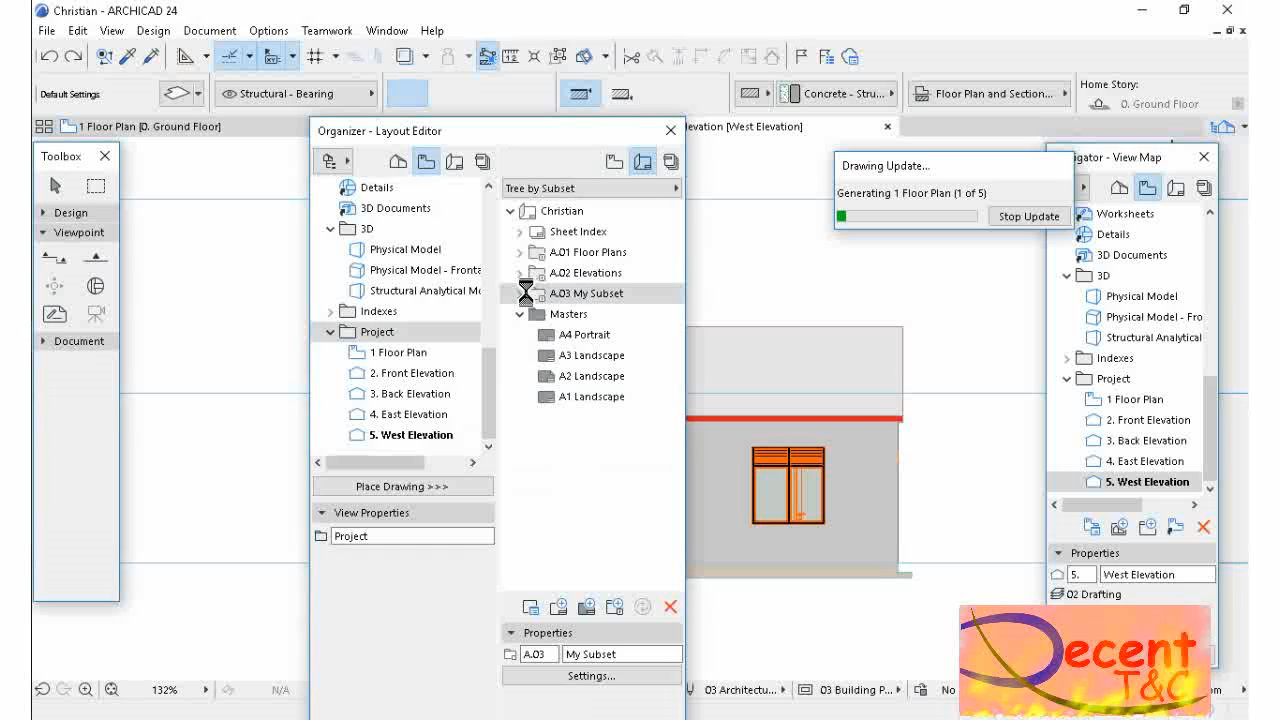 Christian - ARCHICAD 24
File Edit View Design Document Options Teamwork Window Help
Default Settings
Structural - Bearing
Concrete - Stru...
Floor Plan and Section...
Home Story:
0. Ground Floor
1 Floor Plan [0. Ground Floor]
Organizer - Layout Editor
levation [West Elevation]
Toolbox
Design
Viewpoint
Document
Details
3D Documents
3D
Physical Model
Physical Model - Fronta
Structural Analytical Mo
Indexes
Project
1 Floor Plan
2. Front Elevation
3. Back Elevation
4. East Elevation
5. West Elevation
Place Drawing >>>
View Properties
Project
Tree by Subset
Christian
Sheet Index
A.01 Floor Plans
A.02 Elevations
A.03 My Subset
Masters
A4 Portrait
A3 Landscape
A2 Landscape
A1 Landscape
Properties
A.03 My Subset
Settings...
Drawing Update...
Generating 1 Floor Plan (1 of 5)
Stop Update
igator - View Map
Worksheets
Details
3D Documents
3D
Physical Model
Physical Model - Fro
Structural Analytical
Indexes
Project
1 Floor Plan
2. Front Elevation
3. Back Elevation
4. East Elevation
5. West Elevation
Properties
5. West Elevation
02 Drafting
132%
N/A
03 Architectu...
03 Building P...
No
om
Decent
T&C